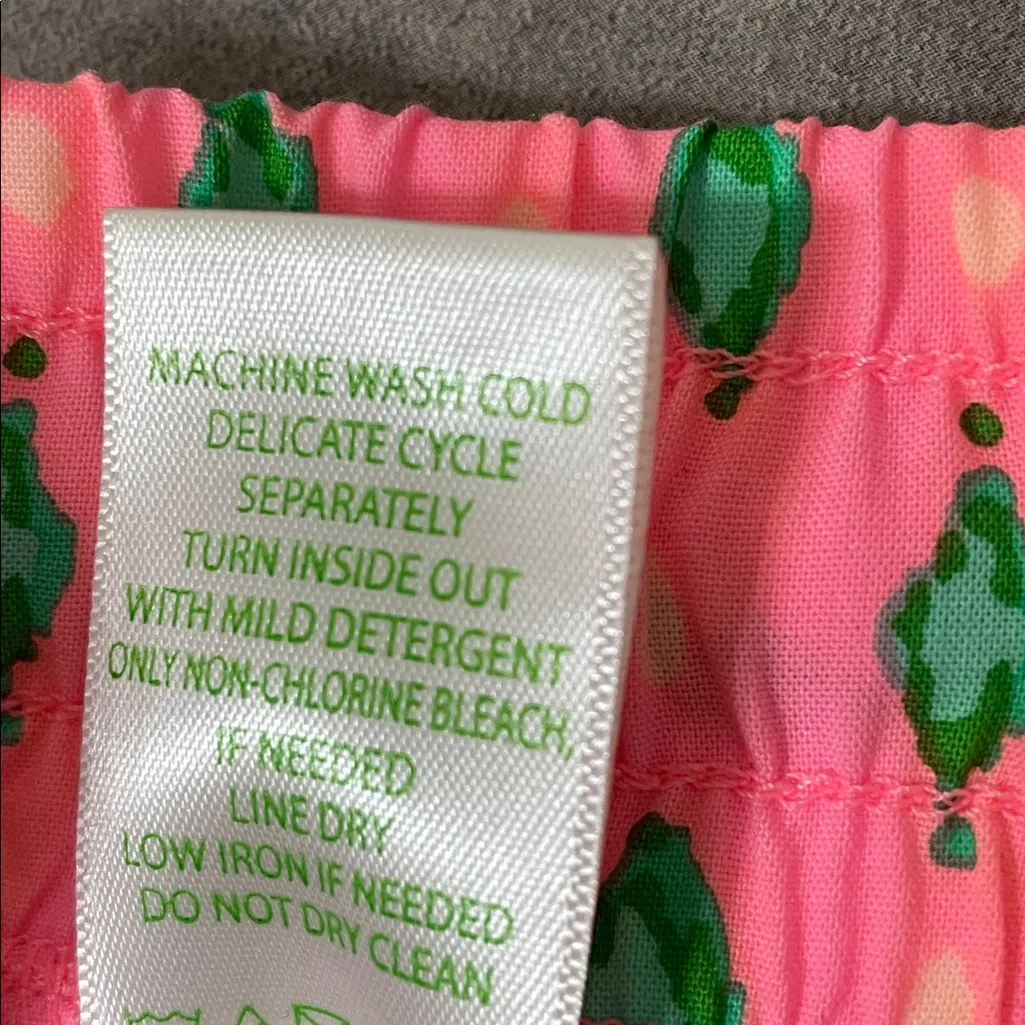 MACHINE WASH COLD
DELICATE CYCLE
SEPARATELY
TURN INSIDE OUT
WITH MILD DETERGENT
ONLY NON-CHLORINE BLEACH,
IF NEEDED
LINE DRY
LOW IRON IF NEEDED
DO NOT DRY CLEAN